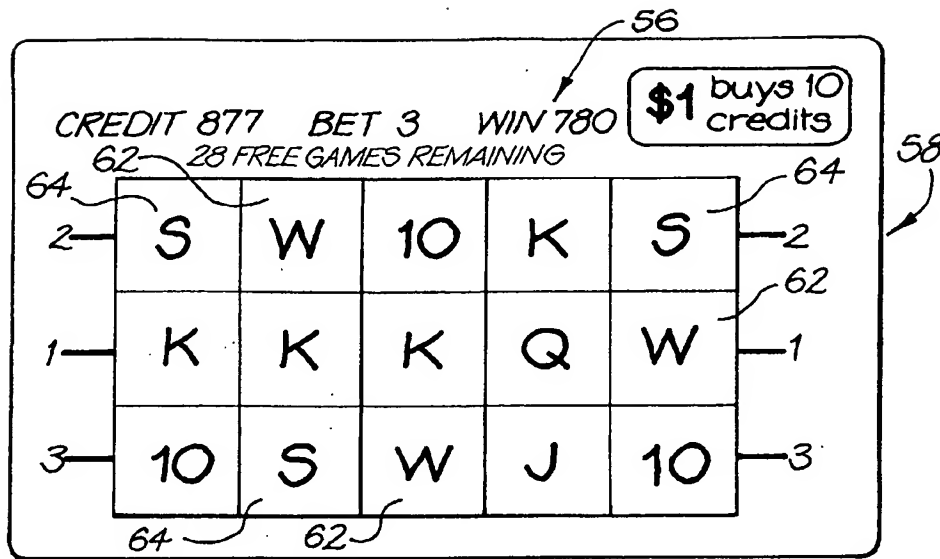 56
CREDIT 877 BET 3 WIN 780 $1 buys 10 credits
62 28 FREE GAMES REMAINING 58
64 64
2 S W 10 K S 2
62
1 K K K Q W 1
3 10 S W J 10 3
64 62